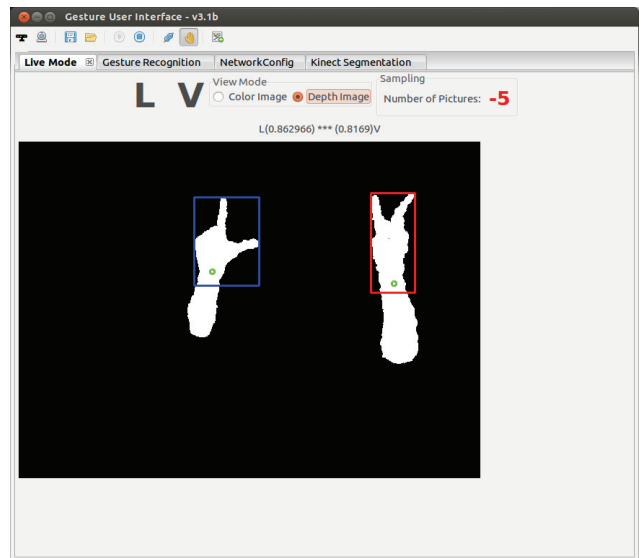 Gesture User Interface - v3.1b
Live Mode Gesture Recognition NetworkConfig Kinect Segmentation
L V
View Mode
Color Image Depth Image
Sampling
Number of Pictures: -5
L(0.862966) *** (0.8169)V